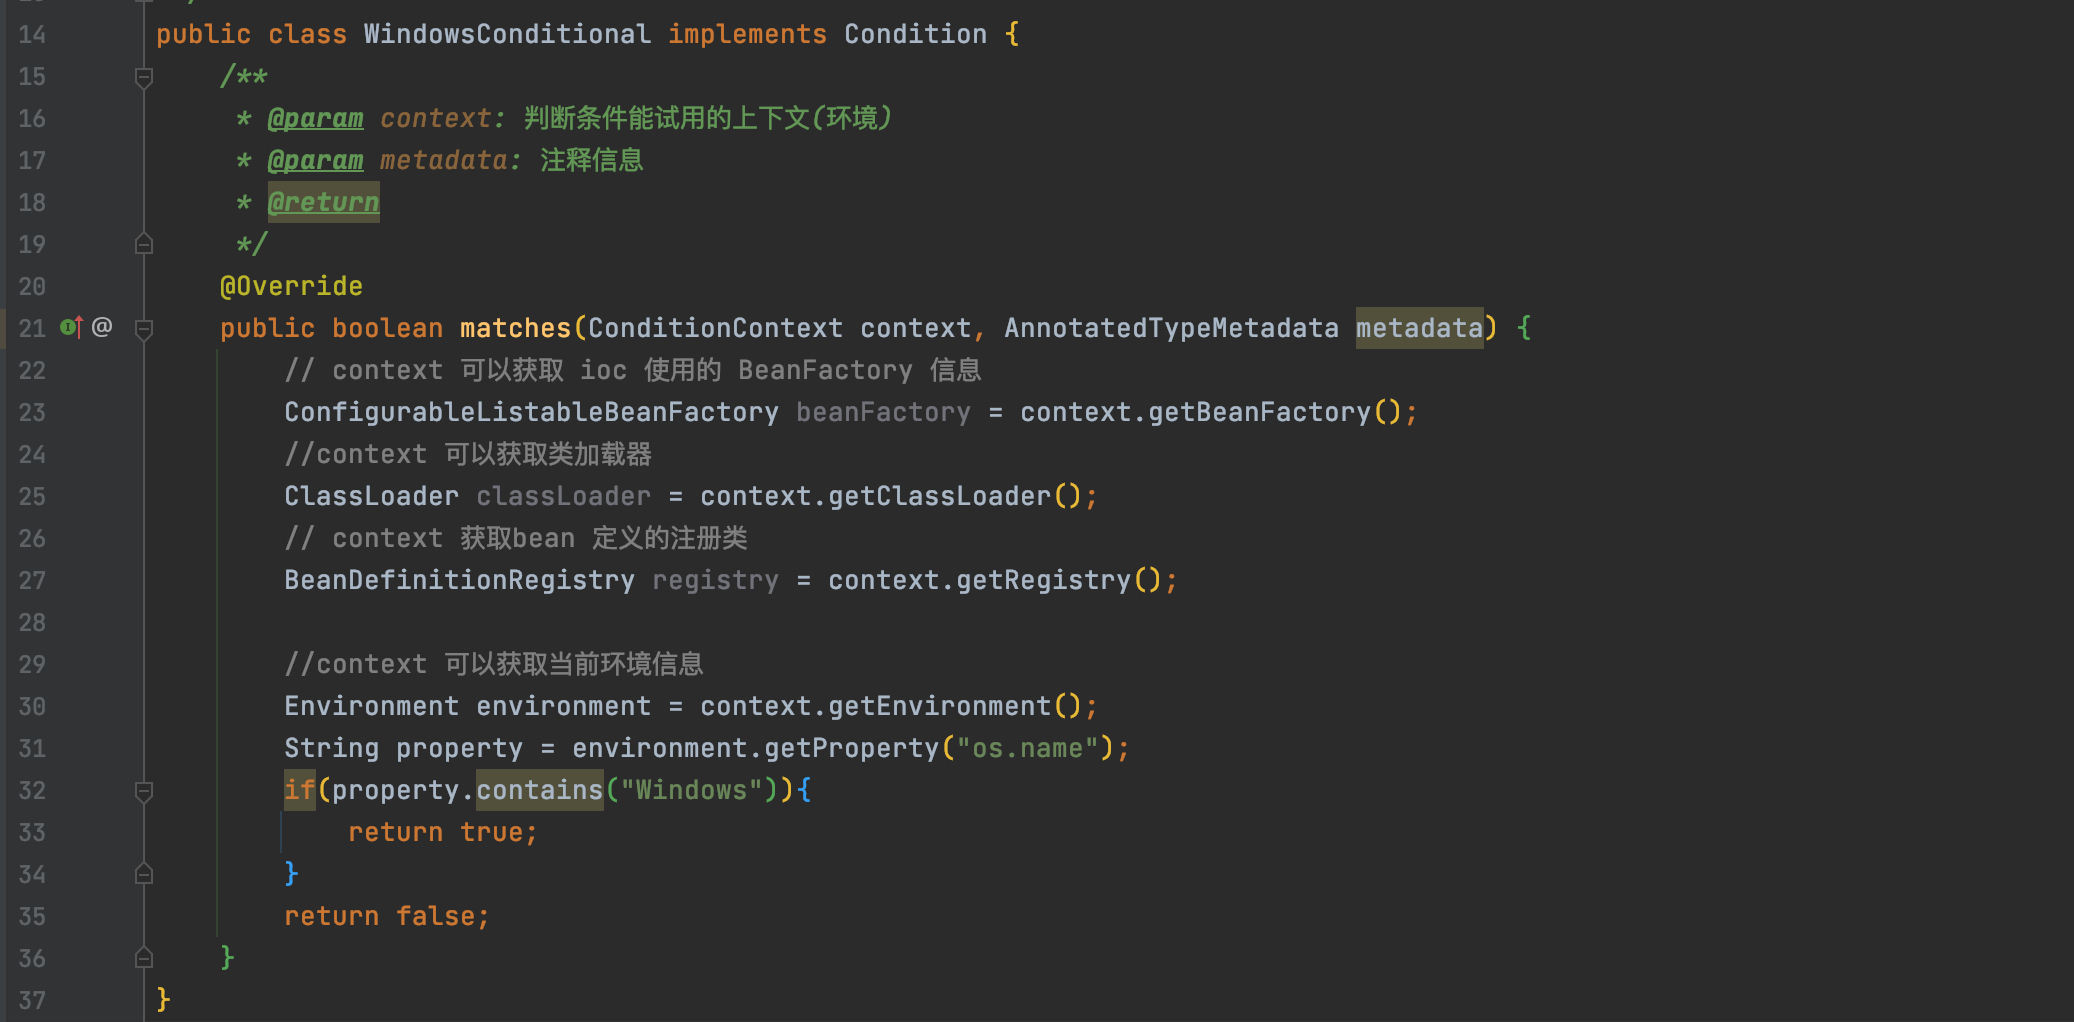 14 public class WindowsConditional implements Condition {
15 /**
16 * @param context: 判断条件能试用的上下文(环境)
17 * @param metadata: 注释信息
18 * @return
19 */
20 @Override
21 @ public boolean matches(ConditionContext context, AnnotatedTypeMetadata metadata) {
22 // context 可以获取 ioc 使用的 BeanFactory 信息
23 ConfigurableListableBeanFactory beanFactory = context.getBeanFactory();
24 //context 可以获取类加载器
25 ClassLoader classLoader = context.getClassLoader();
26 // context 获取bean 定义的注册类
27 BeanDefinitionRegistry registry = context.getRegistry();
28
29 //context 可以获取当前环境信息
30 Environment environment = context.getEnvironment();
31 String property = environment.getProperty("os.name");
32 if(property.contains("Windows")){
33 return true;
34 }
35 return false;
36 }
37 }